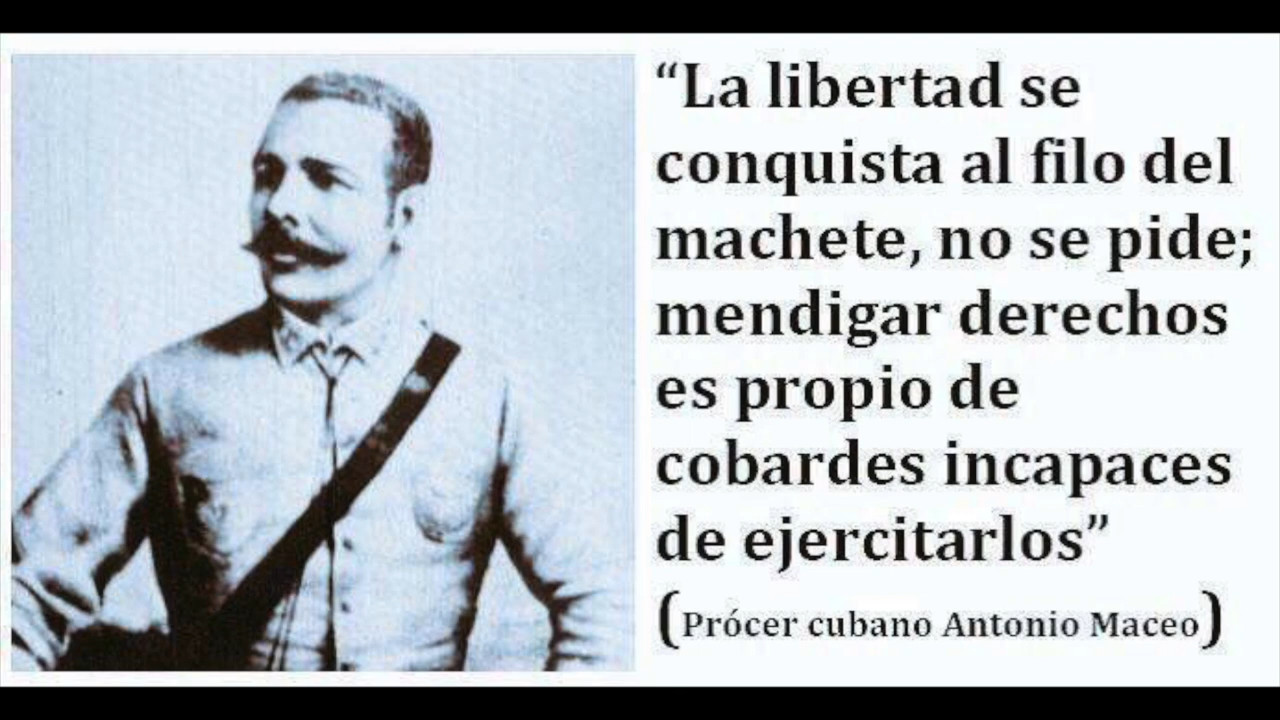 “La libertad se
conquista al filo del
machete, no se pide;
mendigar derechos
es propio de
cobardes incapaces
de ejercitarlos”
(Prócer cubano Antonio Maceo)